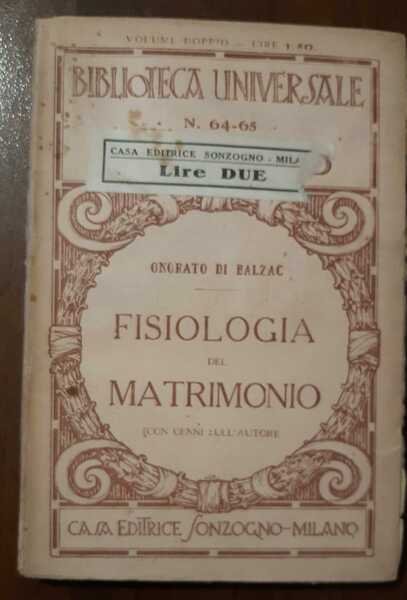 VOLUME DOPPIO — LIRE 1.50
BIBLIOTECA UNIVERSALE
N. 64-65
CASA EDITRICE SONZOGNO - MILA
Lire DUE
ONORATO DI BALZAC
FISIOLOGIA
DEL
MATRIMONIO
(CON CENNI SULL'AUTORE
CASA EDITRICE SONZOGNO-MILANO